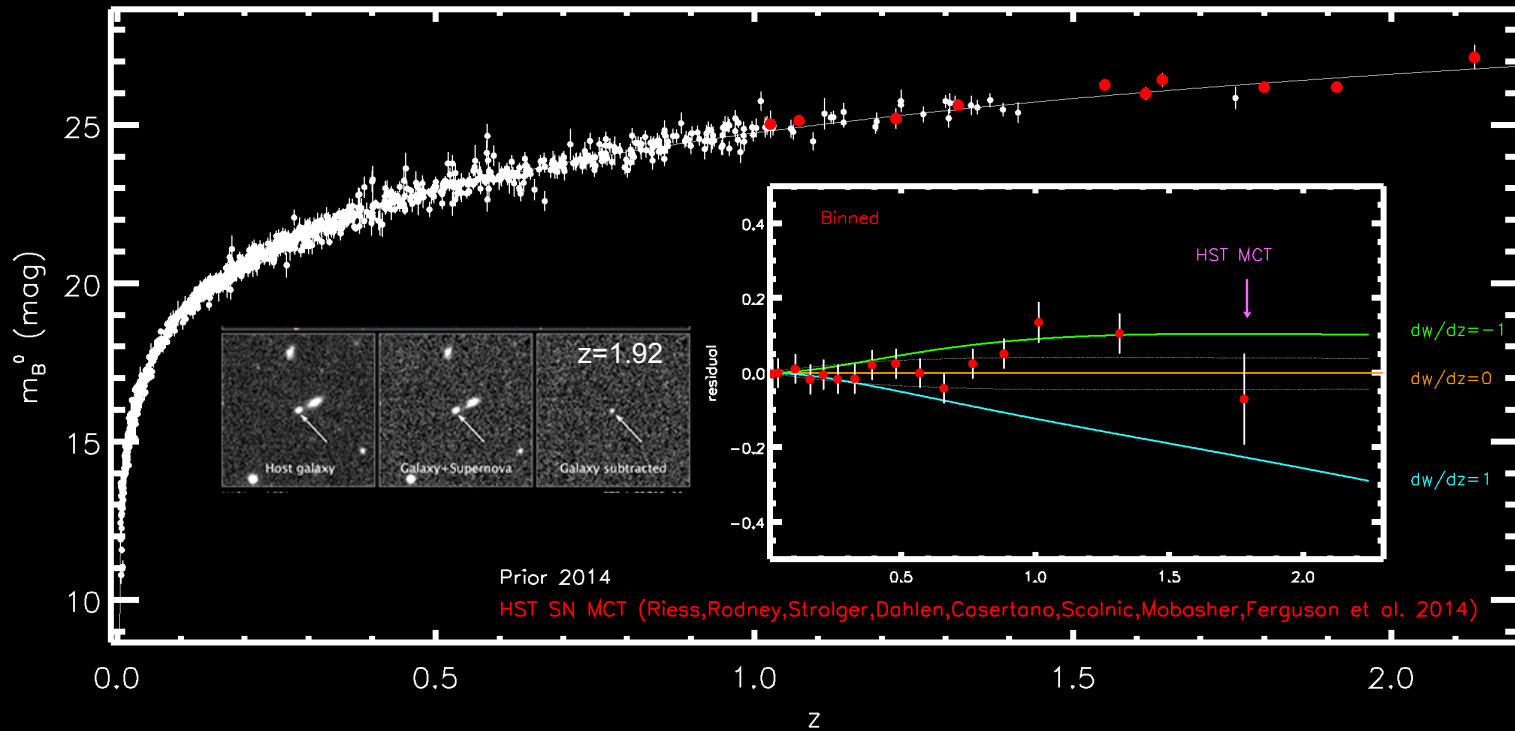 25
20
15
10
m_B^0 (mag)
0.0
0.5
1.0
1.5
2.0
z
z=1.92
Host galaxy
Galaxy+Supernova
Galaxy subtracted
Binned
HST MCT
0.4
0.2
0.0
-0.2
-0.4
residual
0.5
1.0
1.5
2.0
dw/dz=-1
dw/dz=0
dw/dz=1
Prior 2014
HST SN MCT (Riess,Rodney,Strolger,Dahlen,Casertano,Scolnic,Mobasher,Ferguson et al. 2014)